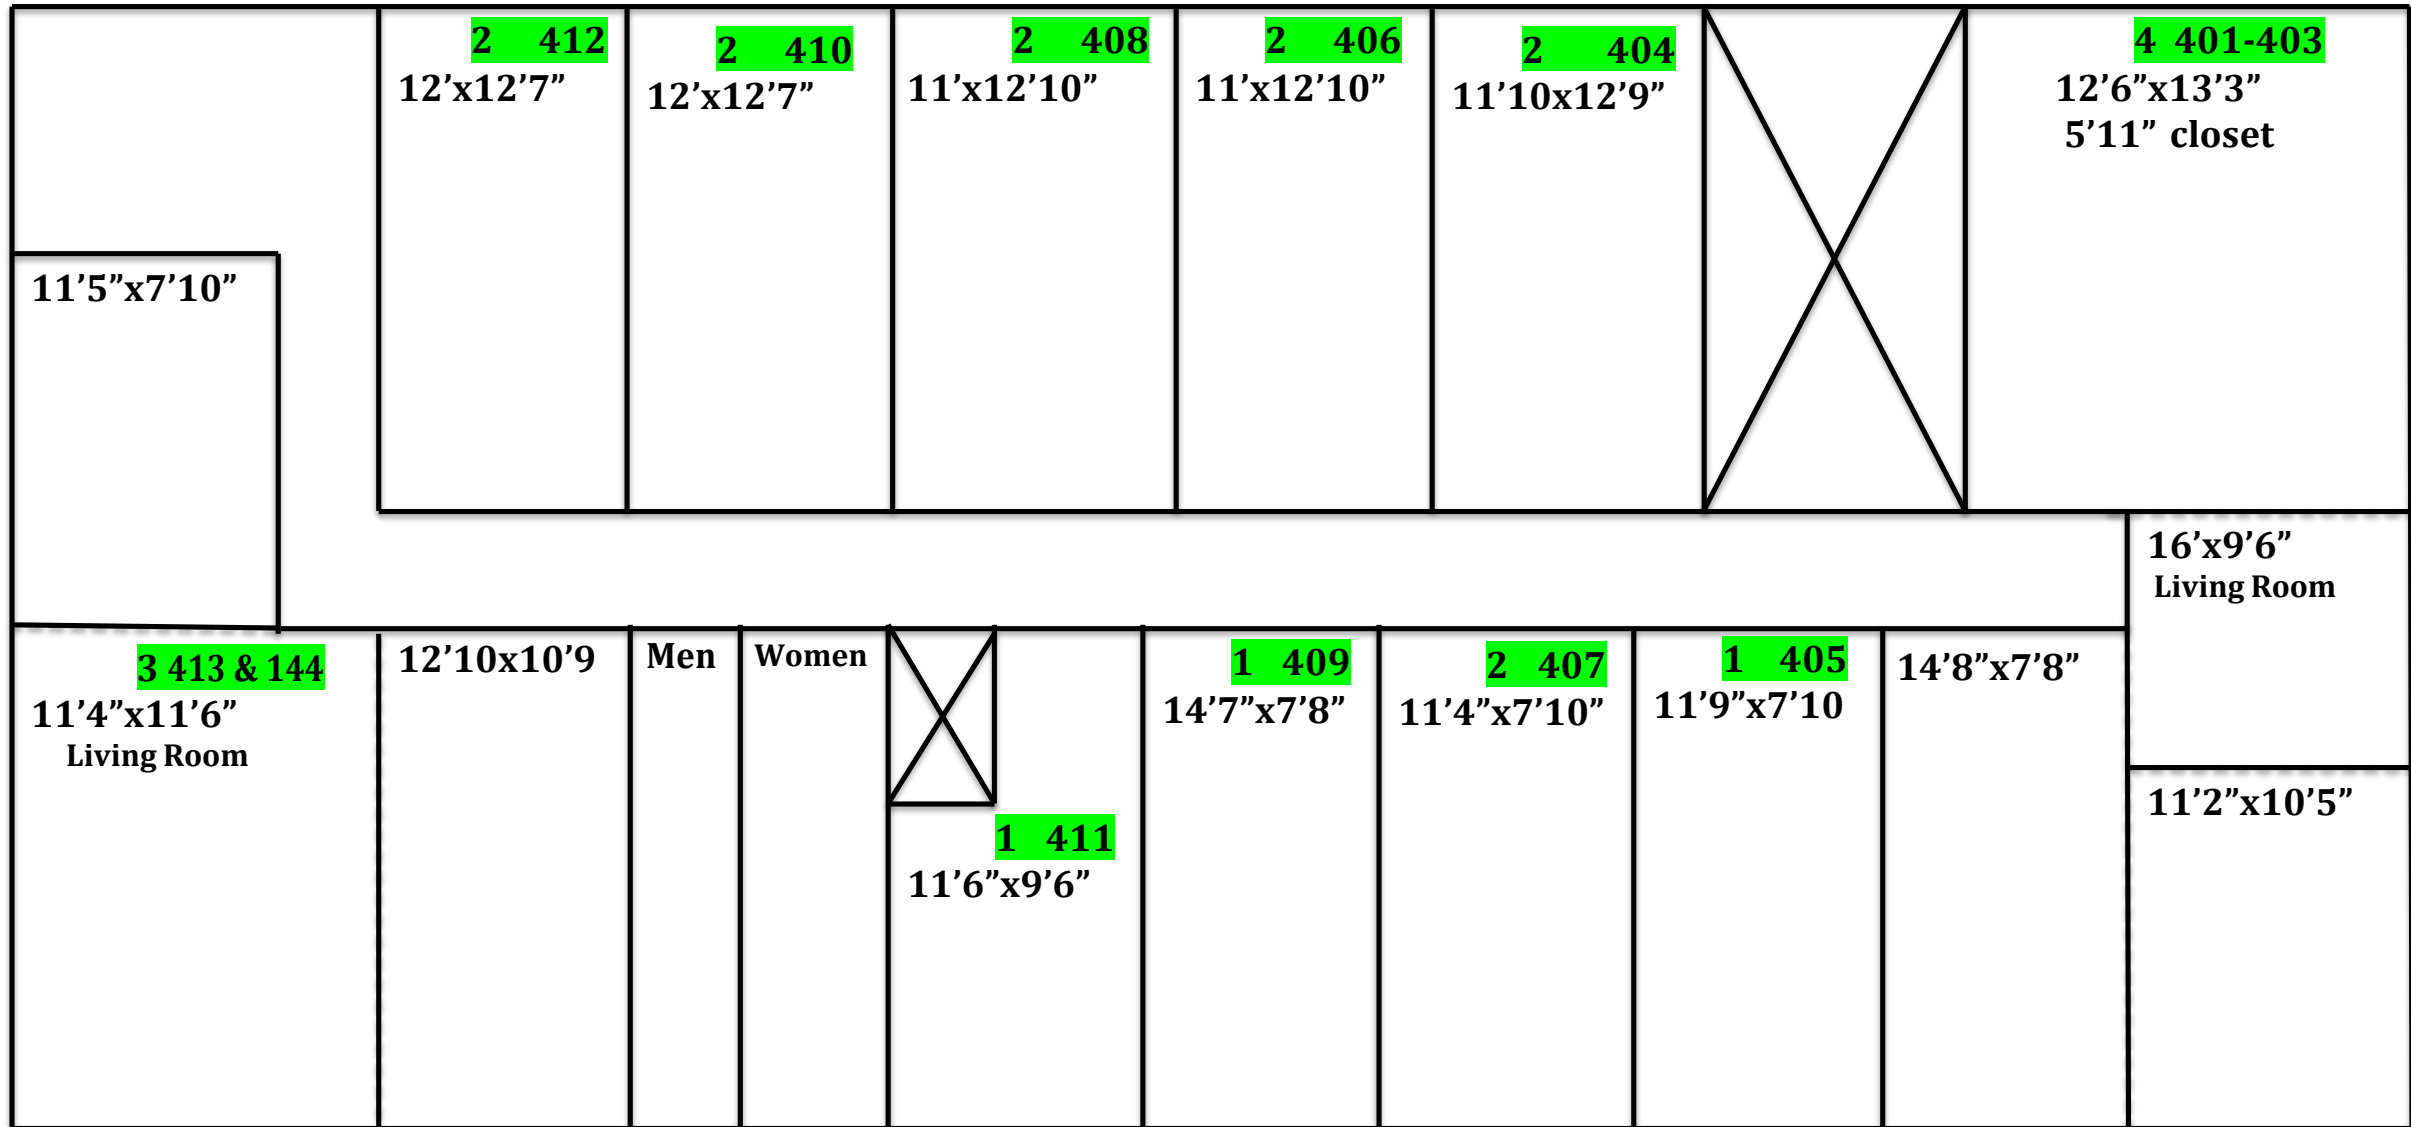 2 412
12’x12’7”
2 410
12’x12’7”
2 408
11’x12’10”
2 406
11’x12’10”
2 404
11’10x12’9”
4 401-403
12’6”x13’3”
5’11” closet
11’5”x7’10”
16’x9’6”
Living Room
3 413 & 144
11’4”x11’6”
Living Room
12’10x10’9
Men
Women
1 411
11’6”x9’6”
1 409
14’7”x7’8”
2 407
11’4”x7’10”
1 405
11’9”x7’10
14’8”x7’8”
11’2”x10’5”